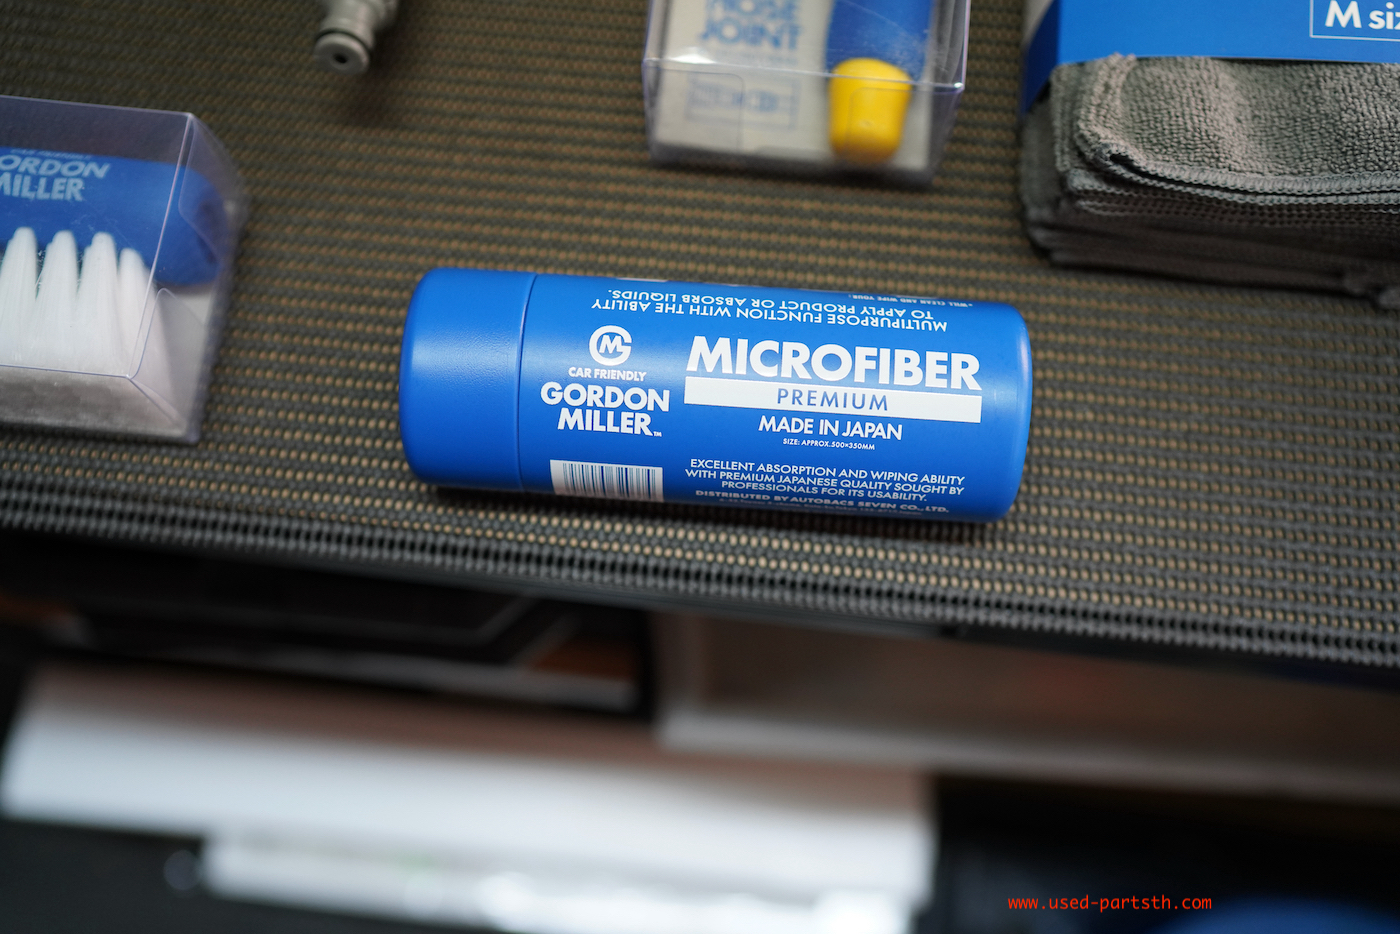 HOSE
JOINT
M
ORDON
MILLER
MULTIPURPOSE FUNCTION WITH THE ABILITY
TO APPLY PRODUCT OR ABSORB LIQUIDS.
CAR FRIENDLY
GORDON
MILLER™
MICROFIBER
PREMIUM
MADE IN JAPAN
SIZE: APPROX.500×350MM
EXCELLENT ABSORPTION AND WIPING ABILITY
WITH PREMIUM JAPANESE QUALITY SOUGHT BY
PROFESSIONALS FOR ITS USABILITY.
DISTRIBUTED BY AUTOBACS SEVEN CO., LTD.
www.used-partsth.com